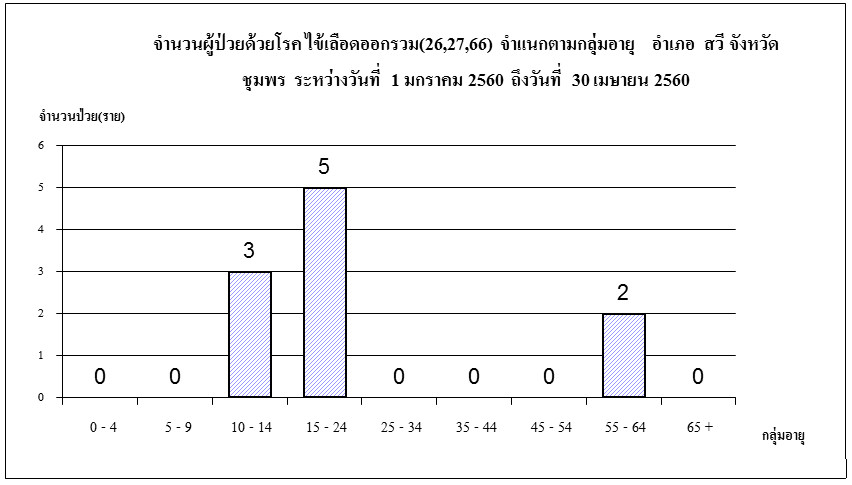 จำนวนผู้ป่วยด้วยโรค ไข้เลือดออกรวม(26,27,66) จำแนกตามกลุ่มอายุ อำเภอ สวี จังหวัด
ชุมพร ระหว่างวันที่ 1 มกราคม 2560 ถึงวันที่ 30 เมษายน 2560
จำนวนป่วย(ราย)
6
5
4
3
2
1
0
0
0
3
5
0
0
0
2
0
0 - 4
5 - 9
10 - 14
15 - 24
25 - 34
35 - 44
45 - 54
55 - 64
65 +
กลุ่มอายุ